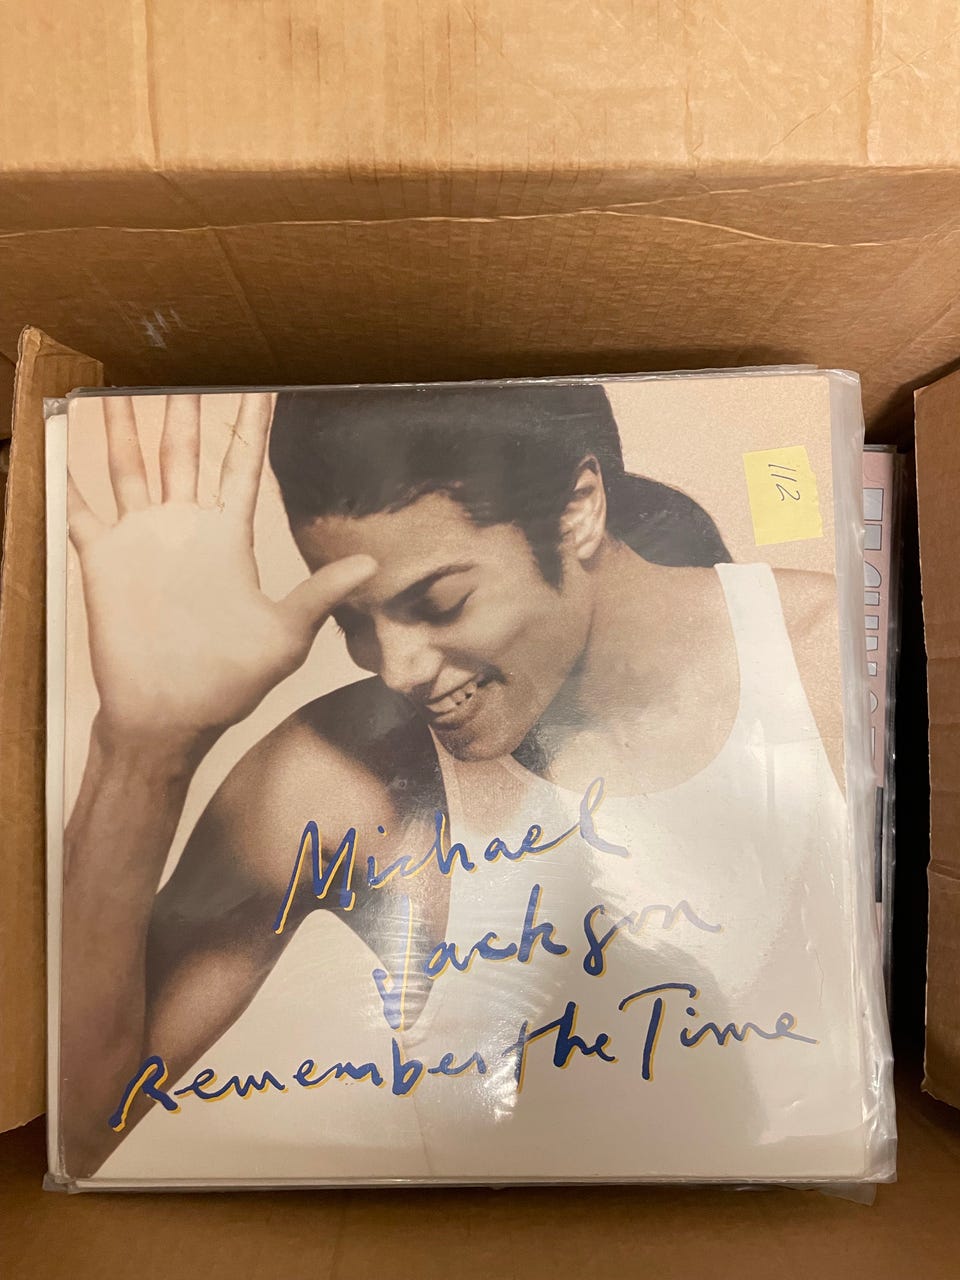 112
Michael
Jackson
Remember the Time